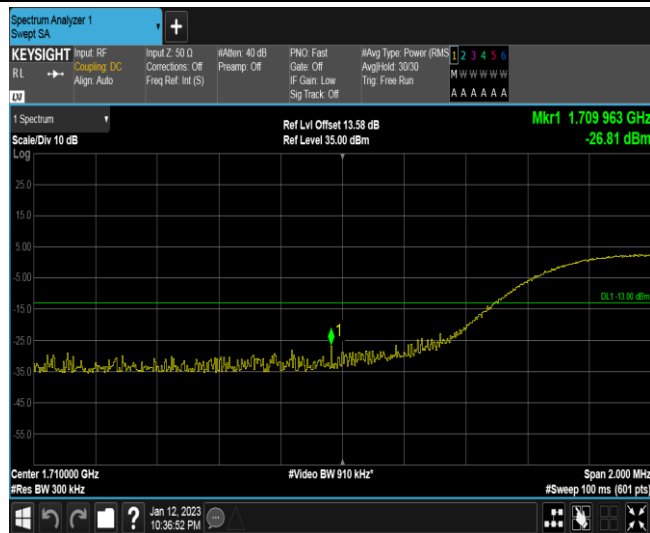 Spectrum Analyzer 1
Swept SA
+
KEYSIGHT
RL
Input: RF
Coupling: DC
Align: Auto
Input Z: 50 Ω
Corrections: Off
Freq Ref: Int (S)
#Atten: 40 dB
Preamp: Off
PNO: Fast
Gate: Off
IF Gain: Low
Sig Track: Off
#Avg Type: Power (RMS
Avg|Hold: 30/30
Trig: Free Run
1 2 3 4 5 6
M W W W W W
A A A A A A
1 Spectrum
Scale/Div 10 dB
Log
Ref Lvl Offset 13.58 dB
Ref Level 35.00 dBm
Mkr1 1.709 963 GHz
-26.81 dBm
25.0
15.0
5.00
-5.00
-15.0
-25.0
-35.0
-45.0
-55.0
DL1 -13.00 dBm
1
Center 1.710000 GHz
#Res BW 300 kHz
#Video BW 910 kHz*
Span 2.000 MHz
#Sweep 100 ms (601 pts)
?
Jan 12, 2023
10:36:52 PM